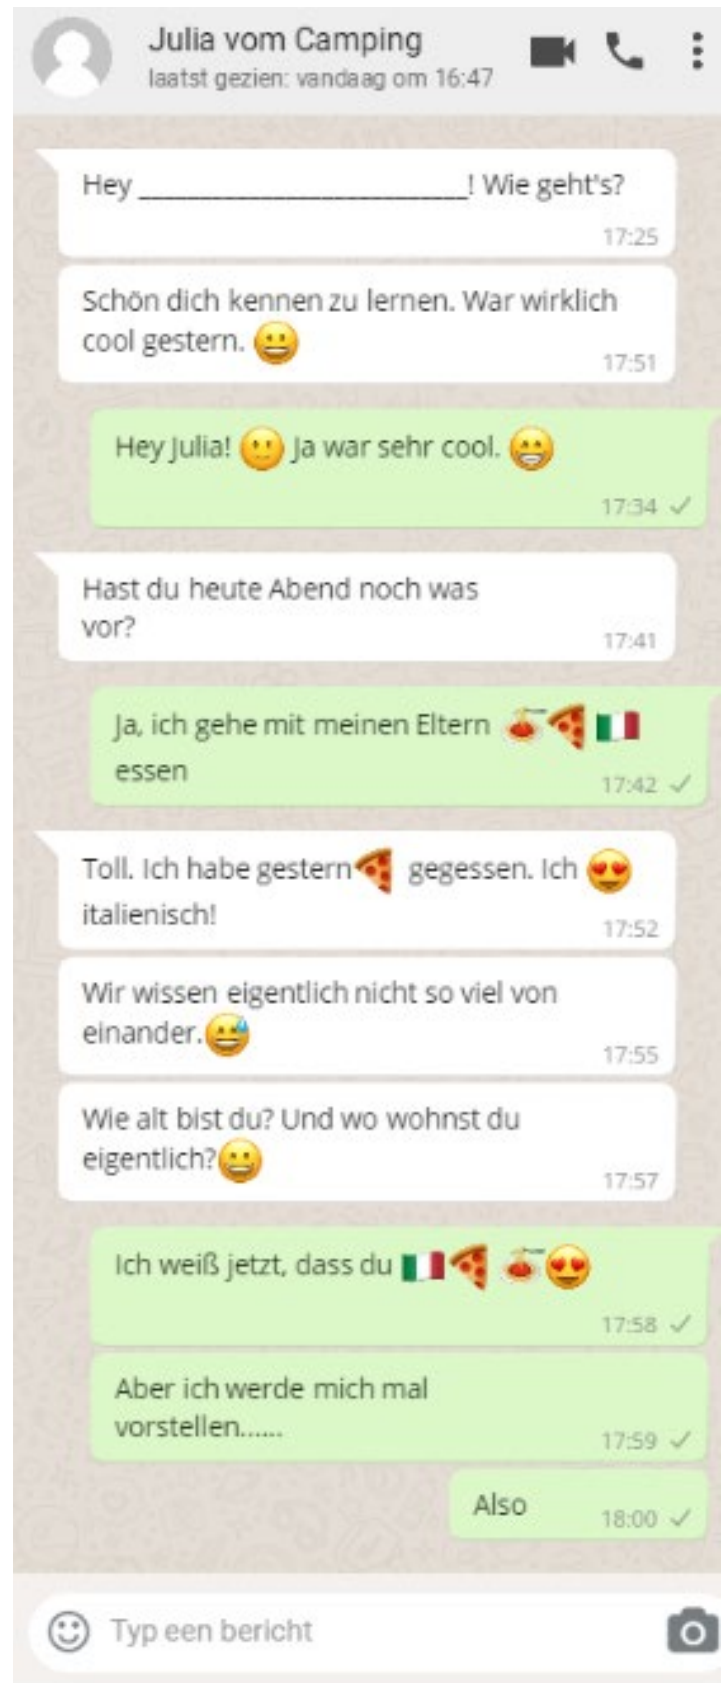 Julia vom Camping
laatst gezien: vandaag om 16:47
Hey __________________________! Wie geht's?
17:25
Schön dich kennen zu lernen. War wirklich
cool gestern. 😀
17:51
Hey Julia! 🙂 Ja war sehr cool. 😁
17:34
Hast du heute Abend noch was
vor?
17:41
Ja, ich gehe mit meinen Eltern 🍝🍕🇮🇹
essen
17:42
Toll. Ich habe gestern🍕 gegessen. Ich 😍
italienisch!
17:52
Wir wissen eigentlich nicht so viel von
einander.😅
17:55
Wie alt bist du? Und wo wohnst du
eigentlich?😀
17:57
Ich weiß jetzt, dass du 🇮🇹🍕 🍝😍
17:58
Aber ich werde mich mal
vorstellen......
17:59
Also
18:00
Typ een bericht